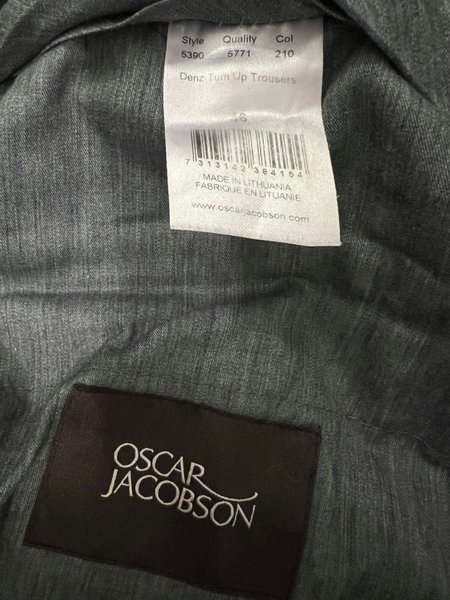 Style Quality Col
5390 5771 210
Denz Turn Up Trousers
7 313142 384154
MADE IN LITHUANIA
FABRIQUÉ EN LITUANIE
www.oscarjacobson.com
OSCAR
JACOBSON